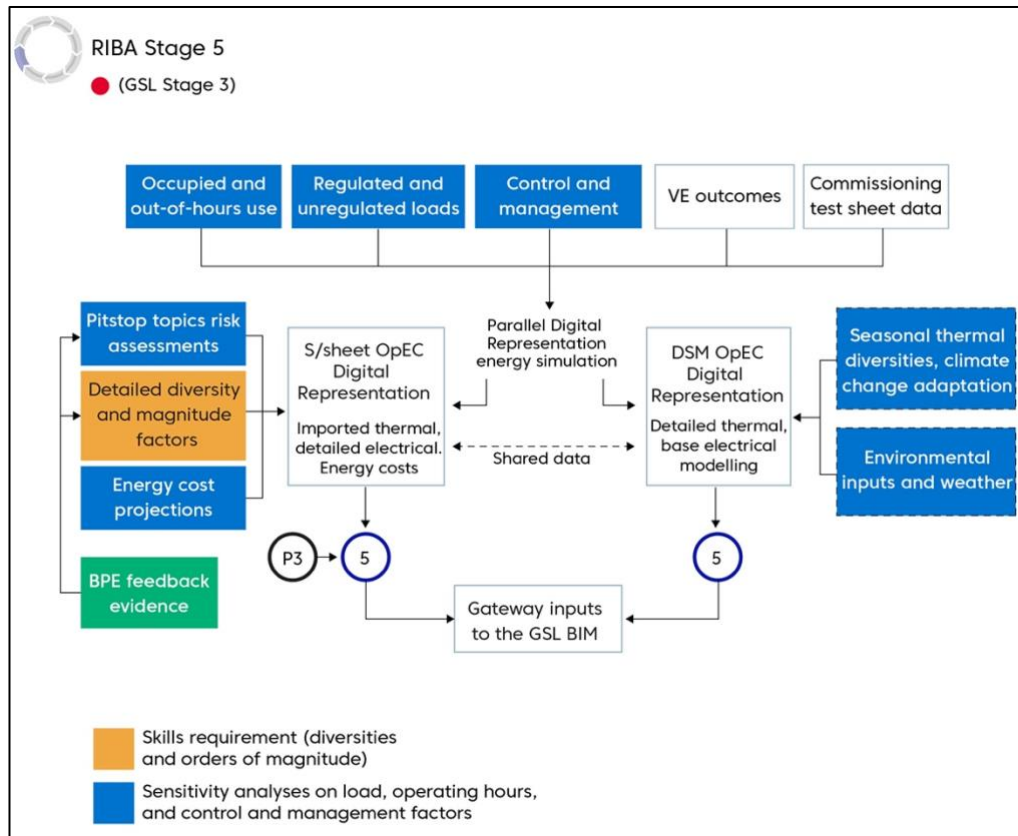 RIBA Stage 5
(GSL Stage 3)
Occupied and
out-of-hours use
Regulated and
unregulated loads
Control and
management
VE outcomes
Commissioning
test sheet data
Pitstop topics risk
assessments
Detailed diversity
and magnitude
factors
Energy cost
projections
BPE feedback
evidence
S/sheet OpEC
Digital
Representation
Imported thermal,
detailed electrical.
Energy costs
Parallel Digital
Representation
energy simulation
Shared data
DSM OpEC
Digital
Representation
Detailed thermal,
base electrical
modelling
Seasonal thermal
diversities, climate
change adaptation
Environmental
inputs and weather
P3
5
5
Gateway inputs
to the GSL BIM
Skills requirement (diversities
and orders of magnitude)
Sensitivity analyses on load, operating hours,
and control and management factors